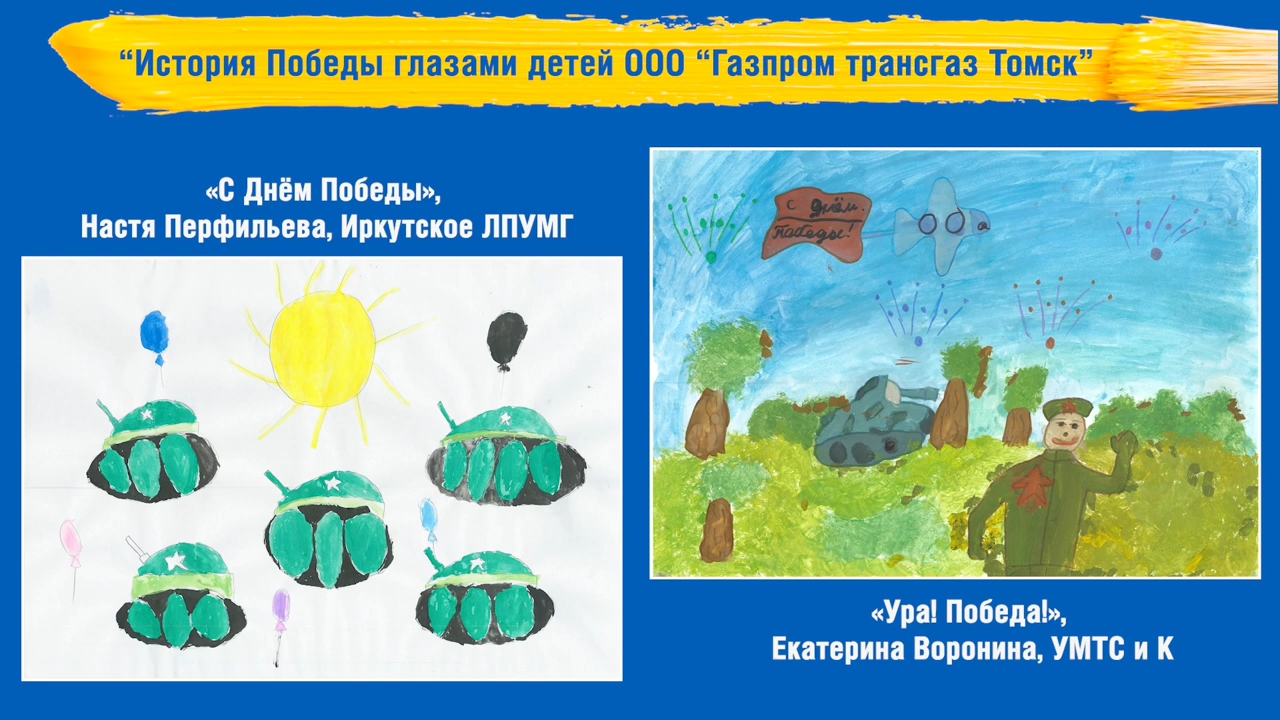 “История Победы глазами детей ООО “Газпром трансгаз Томск”
«С Днём Победы»,
Настя Перфильева, Иркутское ЛПУМГ
С Днём.
Победы!
«Ура! Победа!»,
Екатерина Воронина, УМТС и К